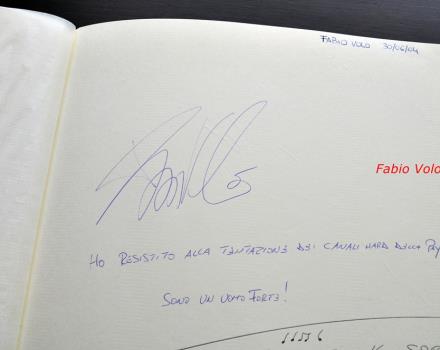 FABIO VOLO 30/06/04
Fabio Volo
HO RESISTITO ALLA TENTAZIONE DEI CANALI HARD DELLA PAY
SONO UN UOMO FORTE!